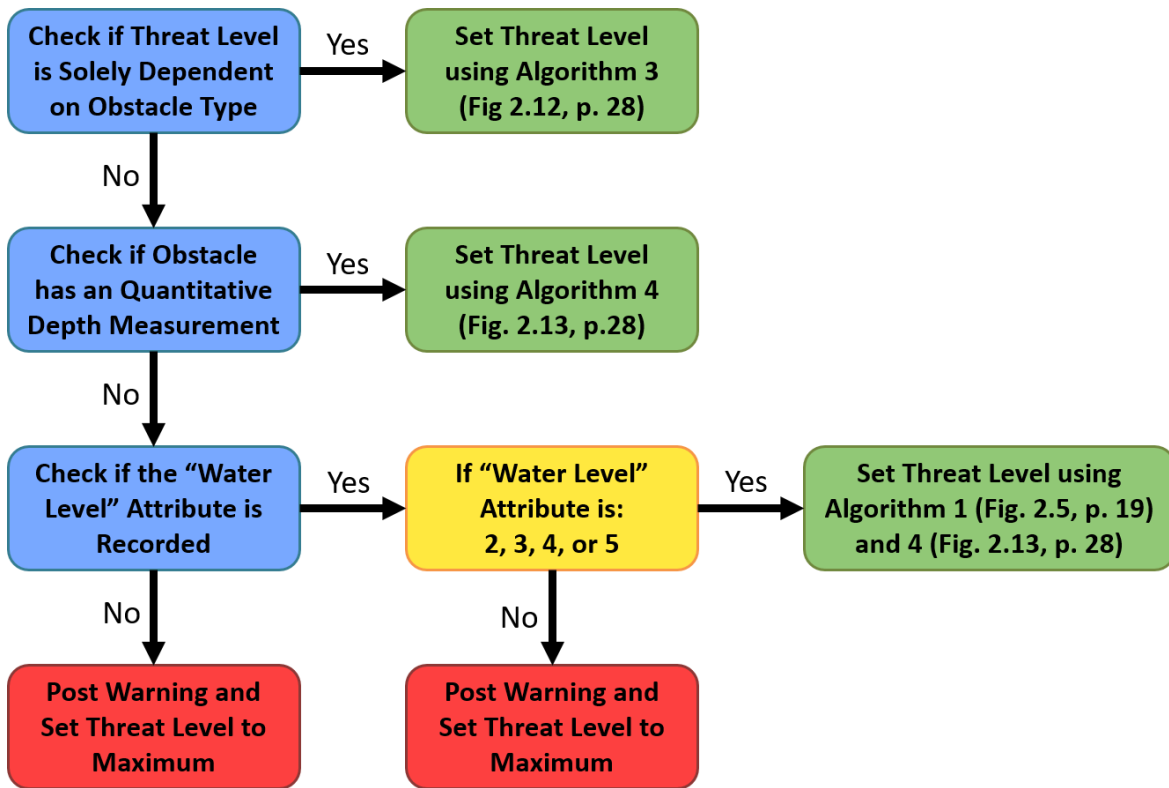 Check if Threat Level
is Solely Dependent
on Obstacle Type
Yes
Set Threat Level
using Algorithm 3
(Fig 2.12, p. 28)
No
Check if Obstacle
has an Quantitative
Depth Measurement
Yes
Set Threat Level
using Algorithm 4
(Fig. 2.13, p.28)
No
Check if the “Water
Level” Attribute is
Recorded
Yes
If “Water Level”
Attribute is:
2, 3, 4, or 5
Yes
Set Threat Level using
Algorithm 1 (Fig. 2.5, p. 19)
and 4 (Fig. 2.13, p. 28)
No
Post Warning and
Set Threat Level to
Maximum
No
Post Warning and
Set Threat Level to
Maximum